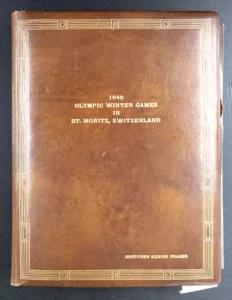 1948
OLYMPIC WINTER GAMES
IN
ST. MORITZ, SWITZERLAND
GRETCHEN KUNIGK FRASER